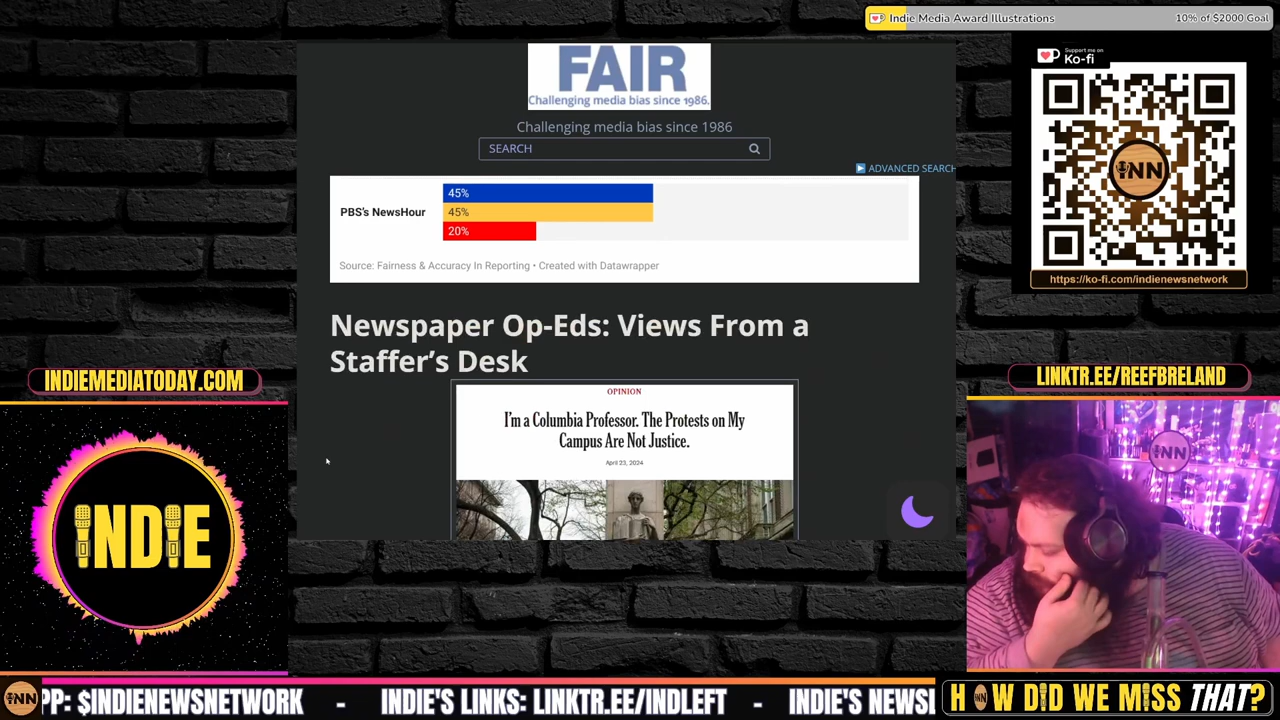 Indie Media Award Illustrations
10% of $2000 Goal
Support me on
Ko-fi
INN
https://ko-fi.com/indienewsnetwork
FAIR
Challenging media bias since 1986.
Challenging media bias since 1986
SEARCH
ADVANCED SEARCH
PBS's NewsHour
45%
45%
20%
Source: Fairness & Accuracy In Reporting • Created with Datawrapper
Newspaper Op-Eds: Views From a
Staffer's Desk
OPINION
I'm a Columbia Professor. The Protests on My
Campus Are Not Justice.
April 23, 2024
INDIEMEDIATODAY.COM
INDIE
LINKTR.EE/REEFBRELAND
INN
INN
PP: $INDIENEWSNETWORK - INDIE'S LINKS: LINKTR.EE/INDLEFT - INDIE'S NEWSL
HOW DID WE MISS THAT?